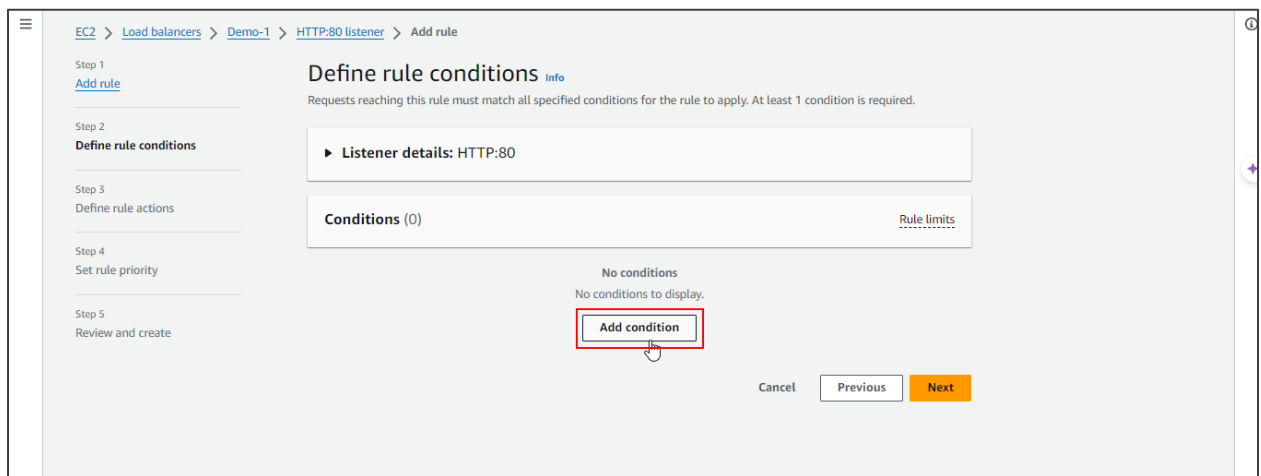 EC2 > Load balancers > Demo-1 > HTTP:80 listener > Add rule
Step 1
Add rule
Step 2
Define rule conditions
Step 3
Define rule actions
Step 4
Set rule priority
Step 5
Review and create
Define rule conditions Info
Requests reaching this rule must match all specified conditions for the rule to apply. At least 1 condition is required.
Listener details: HTTP:80
Conditions (0) Rule limits
No conditions
No conditions to display.
Add condition
Cancel Previous Next